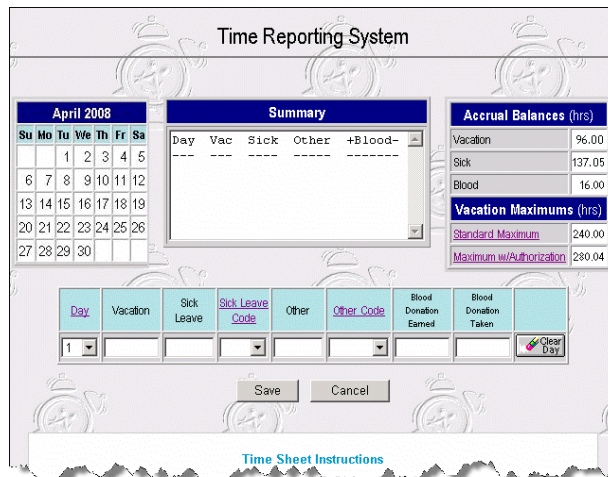 Time Reporting System
April 2008
Su Mo Tu We Th Fr Sa
1 2 3 4 5
6 7 8 9 10 11 12
13 14 15 16 17 18 19
20 21 22 23 24 25 26
27 28 29 30
Summary
Day Vac Sick Other +Blood-
--- --- ---- ----- -------
Accrual Balances (hrs)
Vacation 96.00
Sick 137.05
Blood 16.00
Vacation Maximums (hrs)
Standard Maximum 240.00
Maximum w/Authorization 280.04
Day Vacation Sick Leave Sick Leave Code Other Other Code Blood Donation Earned Blood Donation Taken
1 Clear Day
Save Cancel
Time Sheet Instructions